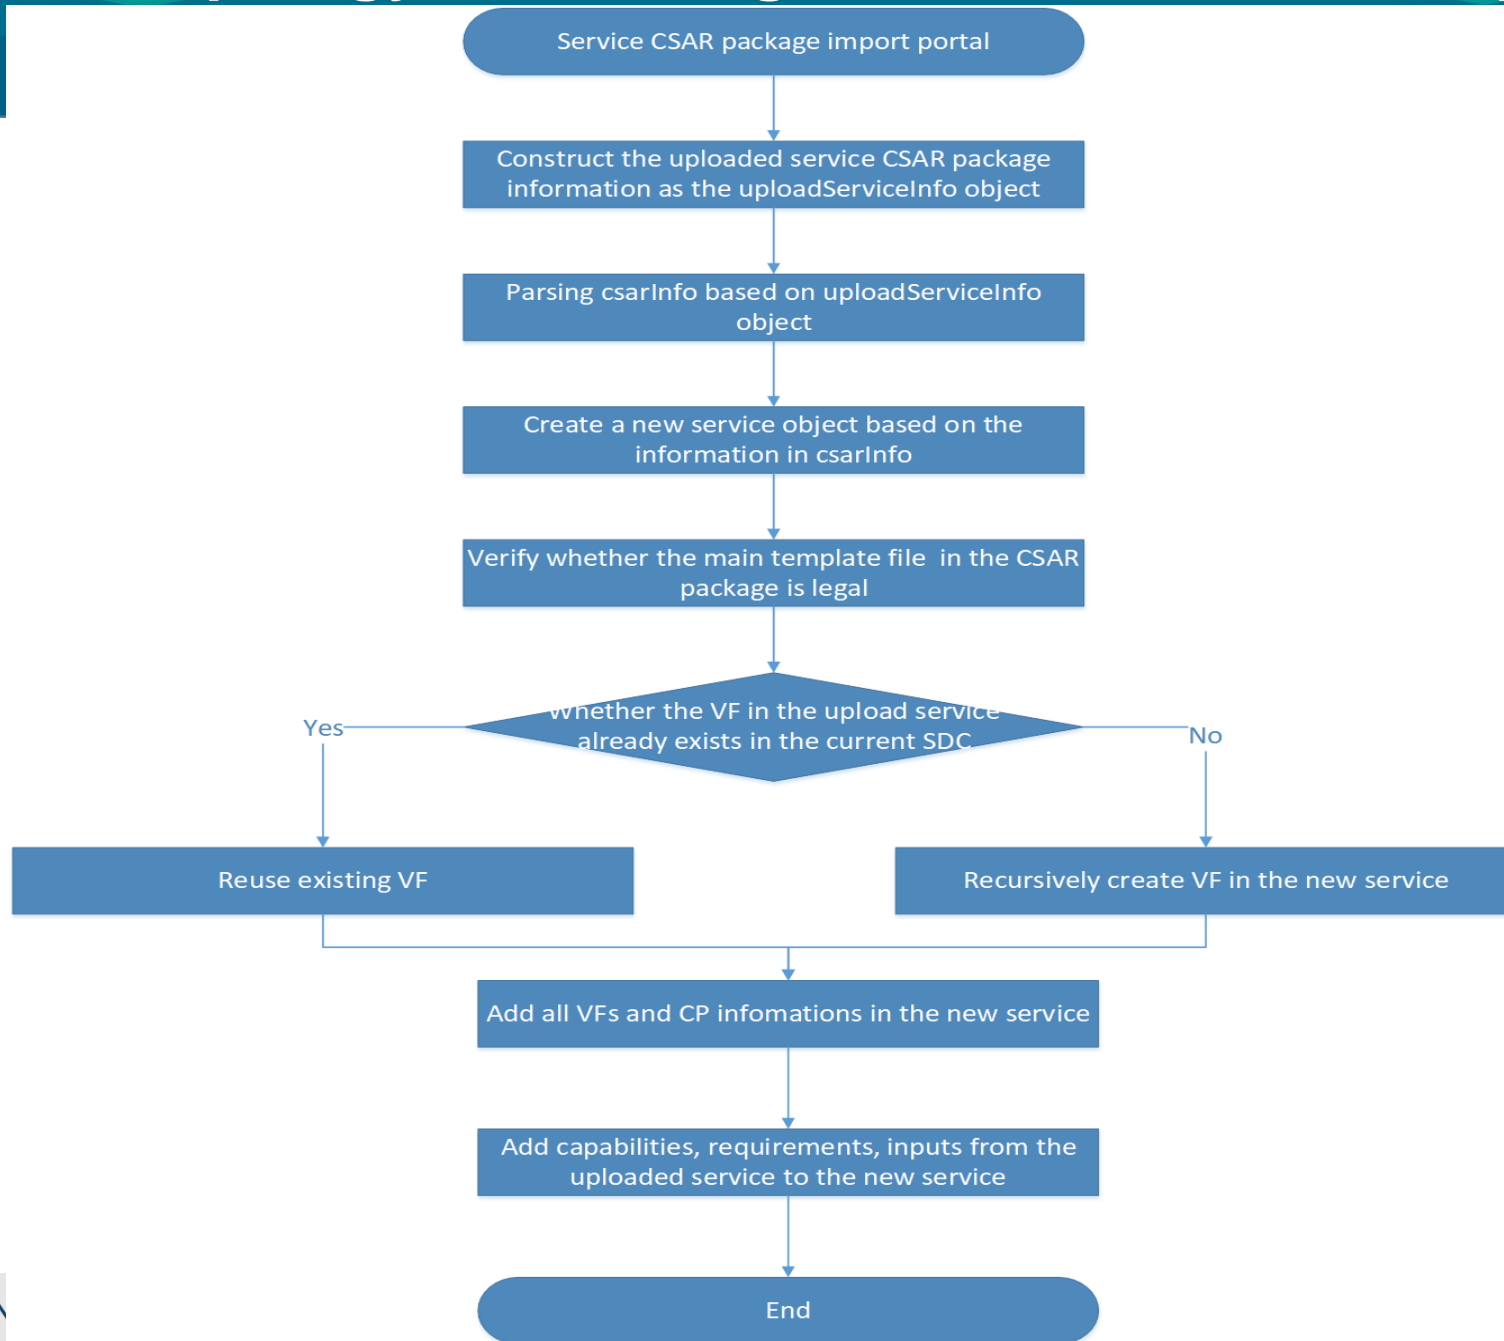 Service CSAR package import portal
Construct the uploaded service CSAR package
information as the uploadServiceInfo object
Parsing csarInfo based on uploadServiceInfo
object
Create a new service object based on the
information in csarInfo
Verify whether the main template file in the CSAR
package is legal
Whether the VF in the upload service
already exists in the current SDC
Yes
No
Reuse existing VF
Recursively create VF in the new service
Add all VFs and CP infomations in the new service
Add capabilities, requirements, inputs from the
uploaded service to the new service
End